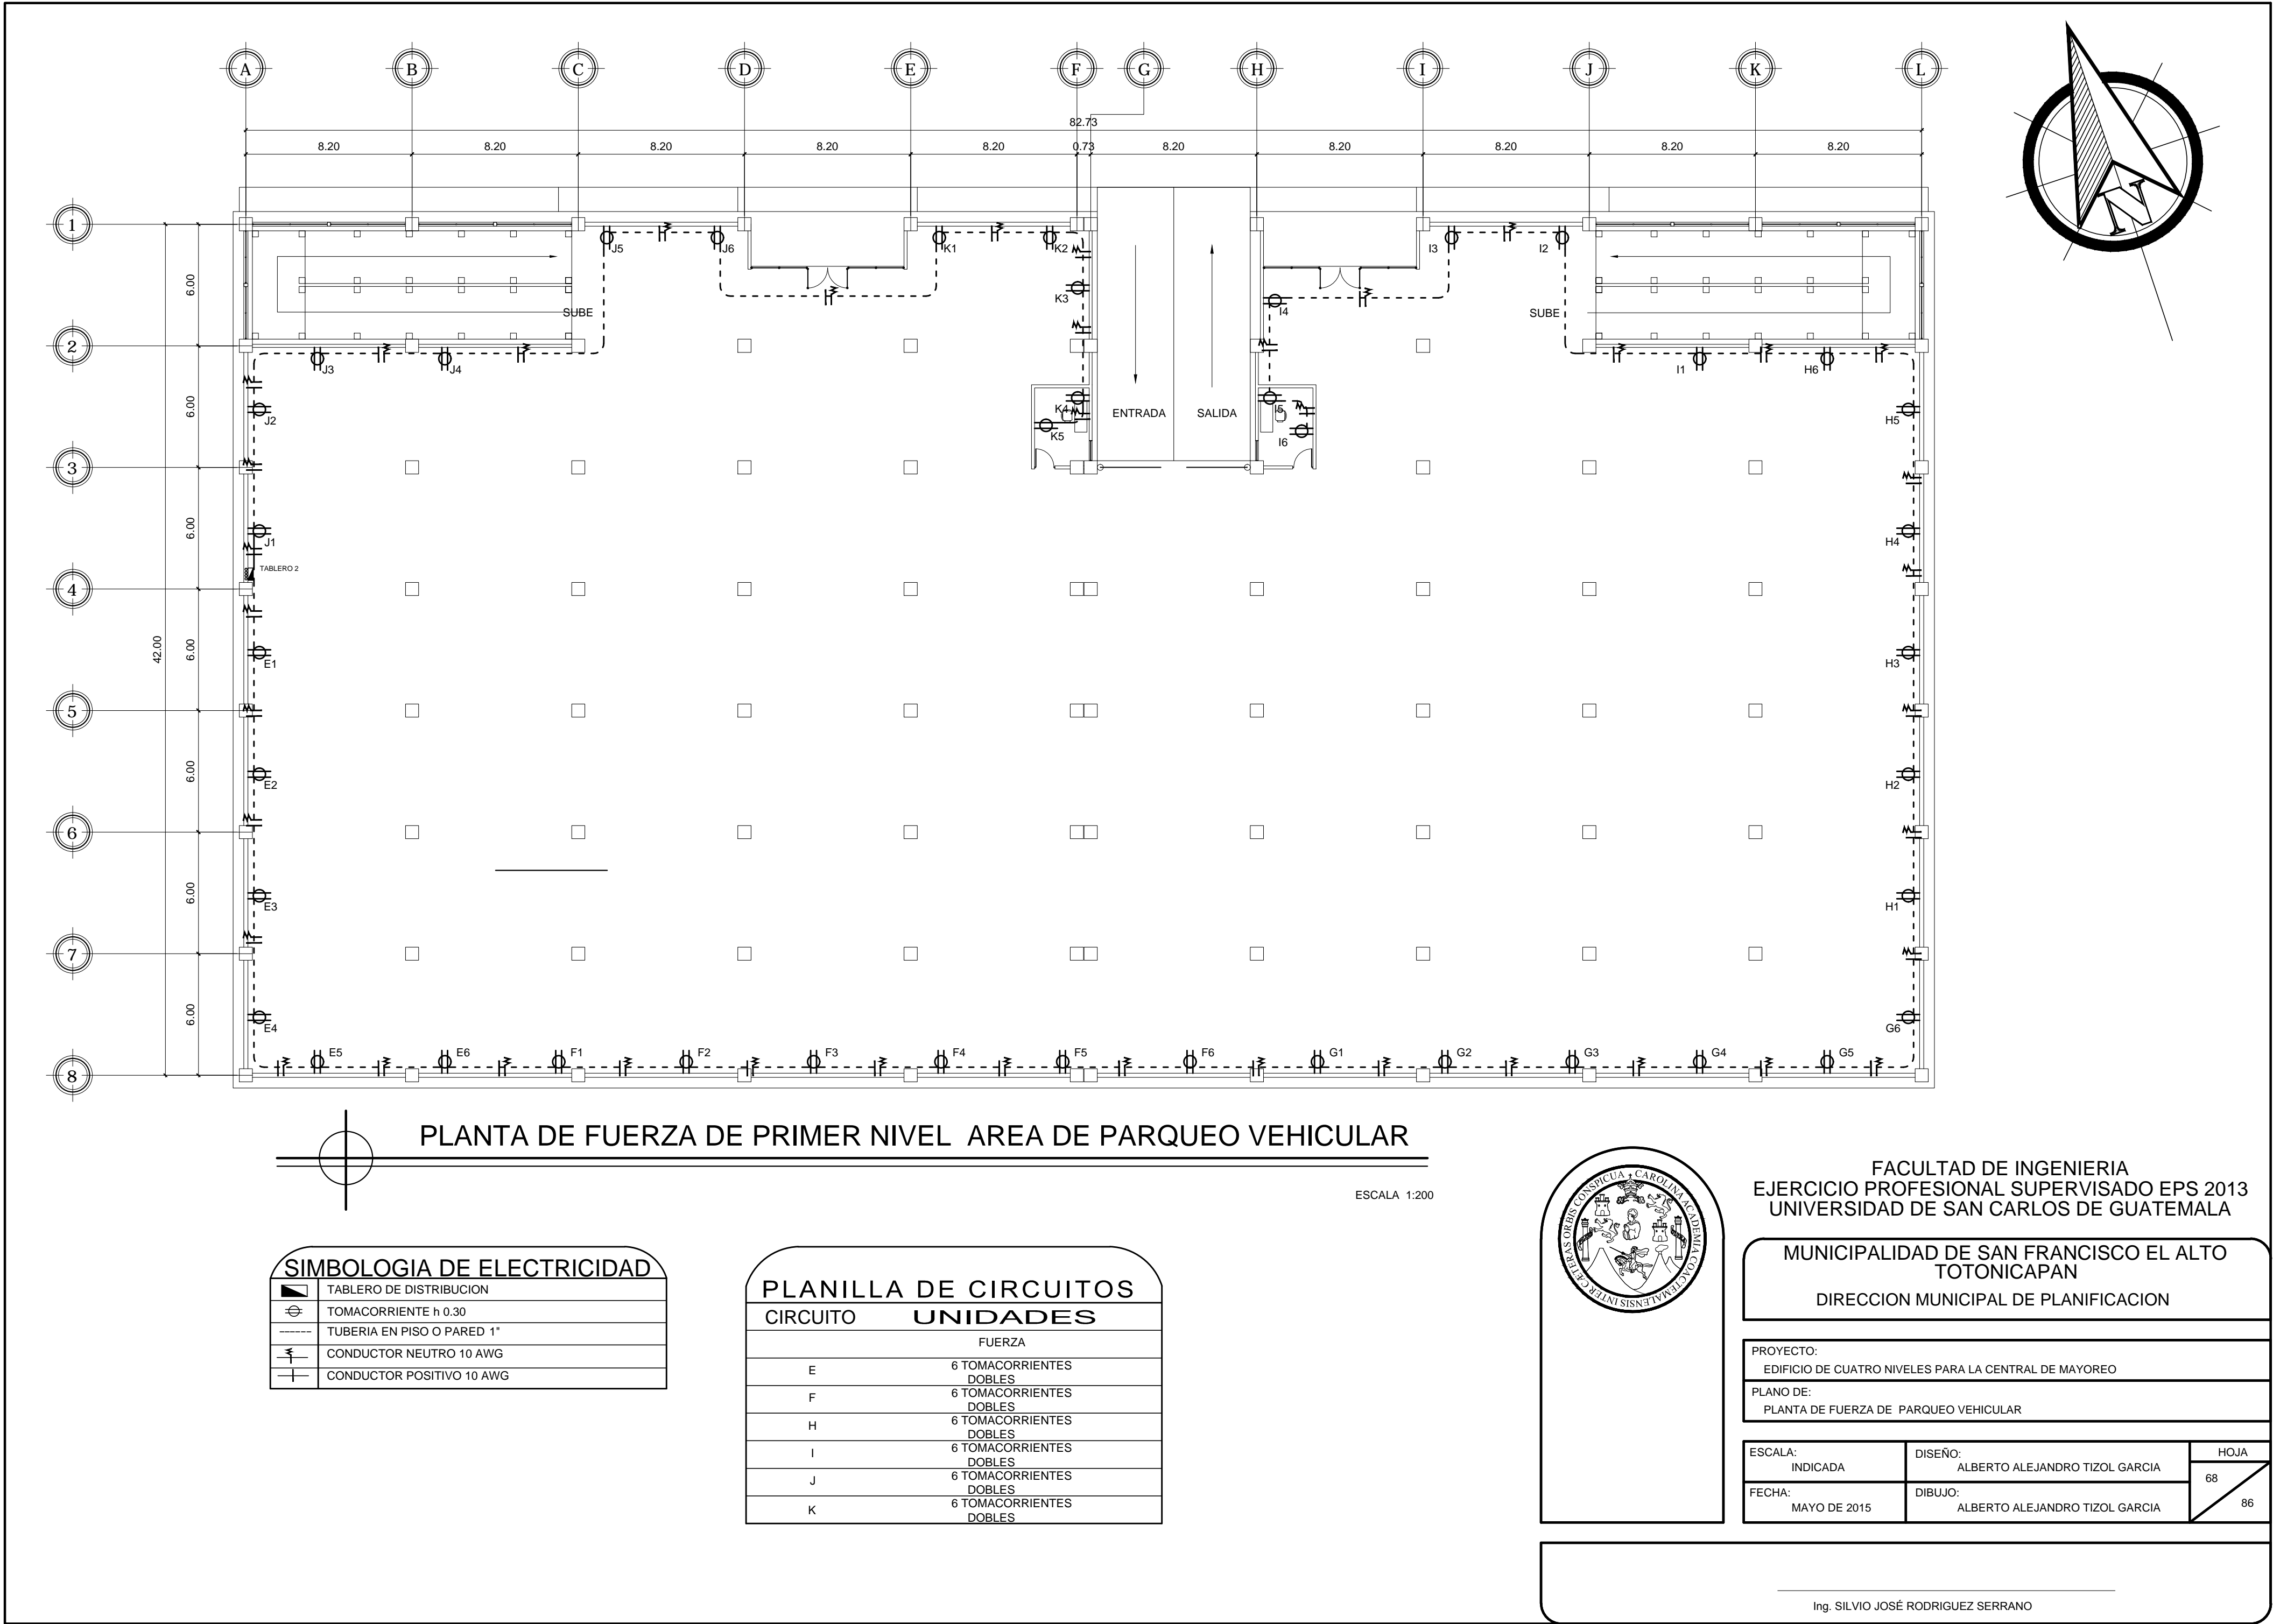 A B C D E F G H I J K L
82.73
8.20 8.20 8.20 8.20 8.20 0.73 8.20 8.20 8.20 8.20 8.20
N
1
J5 J6 K1 K2 I3 I2
6.00
K3
I4
SUBE SUBE
2
J3 J4 I1 H6
6.00
J2 K4 ENTRADA SALIDA I5 H5
K5 I6
3
6.00
J1 H4
TABLERO 2
4
42.00
6.00
E1 H3
5
6.00
E2 H2
6
6.00
E3 H1
7
6.00
E4 G6
E5 E6 F1 F2 F3 F4 F5 F6 G1 G2 G3 G4 G5
8
PLANTA DE FUERZA DE PRIMER NIVEL AREA DE PARQUEO VEHICULAR
ESCALA 1:200
SIMBOLOGIA DE ELECTRICIDAD
TABLERO DE DISTRIBUCION
TOMACORRIENTE h 0.30
TUBERIA EN PISO O PARED 1"
CONDUCTOR NEUTRO 10 AWG
CONDUCTOR POSITIVO 10 AWG
PLANILLA DE CIRCUITOS
CIRCUITO UNIDADES
FUERZA
E 6 TOMACORRIENTES
DOBLES
F 6 TOMACORRIENTES
DOBLES
H 6 TOMACORRIENTES
DOBLES
I 6 TOMACORRIENTES
DOBLES
J 6 TOMACORRIENTES
DOBLES
K 6 TOMACORRIENTES
DOBLES
CÆTERAS ORBIS CONSPICUA CAROLINA ACADEMIA COACTEMALENSIS INTER
FACULTAD DE INGENIERIA
EJERCICIO PROFESIONAL SUPERVISADO EPS 2013
UNIVERSIDAD DE SAN CARLOS DE GUATEMALA
MUNICIPALIDAD DE SAN FRANCISCO EL ALTO
TOTONICAPAN
DIRECCION MUNICIPAL DE PLANIFICACION
PROYECTO:
EDIFICIO DE CUATRO NIVELES PARA LA CENTRAL DE MAYOREO
PLANO DE:
PLANTA DE FUERZA DE PARQUEO VEHICULAR
ESCALA:
INDICADA
DISEÑO:
ALBERTO ALEJANDRO TIZOL GARCIA
HOJA
68
86
FECHA:
MAYO DE 2015
DIBUJO:
ALBERTO ALEJANDRO TIZOL GARCIA
Ing. SILVIO JOSÉ RODRIGUEZ SERRANO